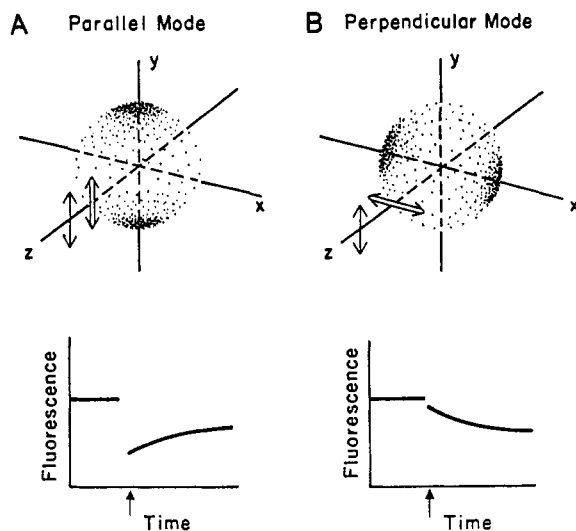 A Parallel Mode
B Perpendicular Mode
y
x
z
y
x
z
Fluorescence
Time
Fluorescence
Time